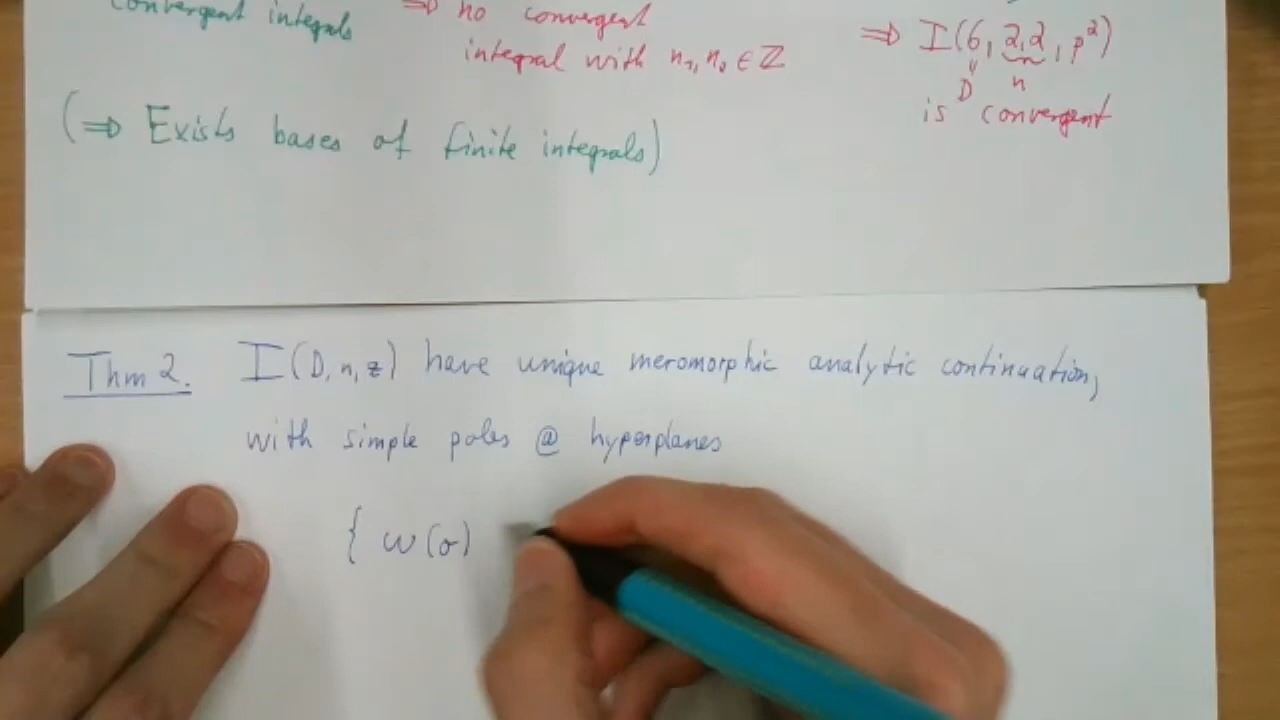 convergent integrals
⇒ no convergent
integral with n₁, n₂ ∈ ℤ
⇒ I(6, 2,2, p²)
D n
is convergent
(⇒ Exists bases of finite integrals)
Thm 2. I(D, n, z) have unique meromorphic analytic continuation,
with simple poles @ hyperplanes
{ ω(σ)